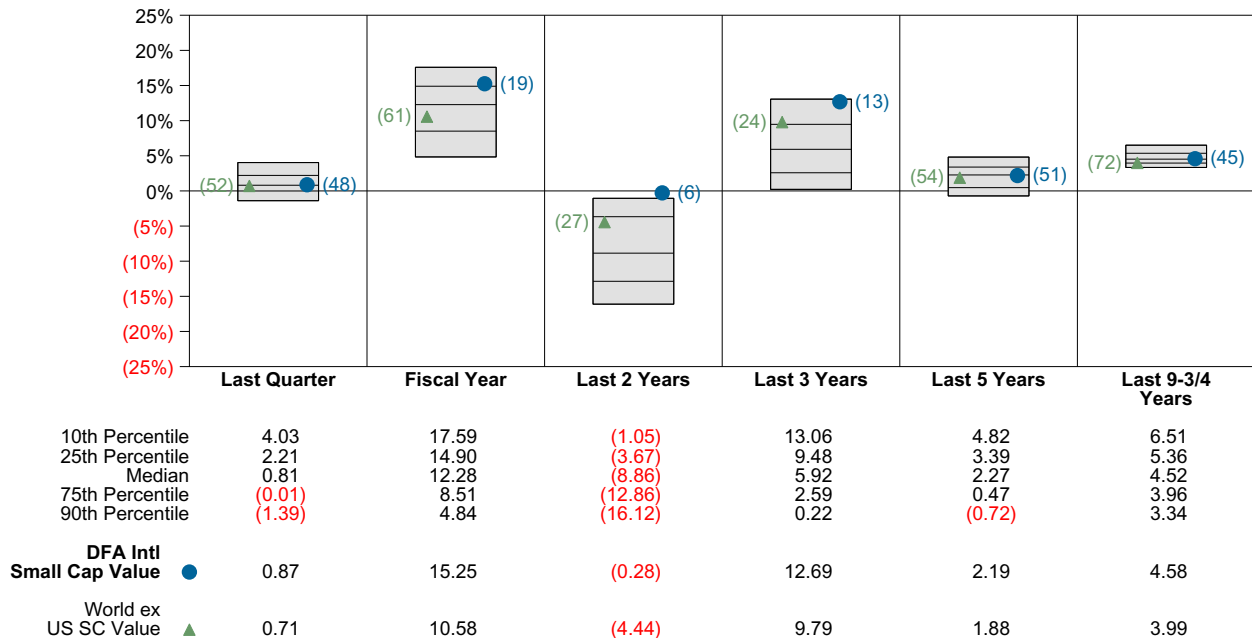 25%
20%
15%
10%
5%
0%
(5%)
(10%)
(15%)
(20%)
(25%)
(52) (48)
(61) (19)
(27) (6)
(24) (13)
(54) (51)
(72) (45)
Last Quarter Fiscal Year Last 2 Years Last 3 Years Last 5 Years Last 9-3/4
Years
10th Percentile 4.03 17.59 (1.05) 13.06 4.82 6.51
25th Percentile 2.21 14.90 (3.67) 9.48 3.39 5.36
Median 0.81 12.28 (8.86) 5.92 2.27 4.52
75th Percentile (0.01) 8.51 (12.86) 2.59 0.47 3.96
90th Percentile (1.39) 4.84 (16.12) 0.22 (0.72) 3.34
DFA Intl
Small Cap Value 0.87 15.25 (0.28) 12.69 2.19 4.58
World ex
US SC Value 0.71 10.58 (4.44) 9.79 1.88 3.99